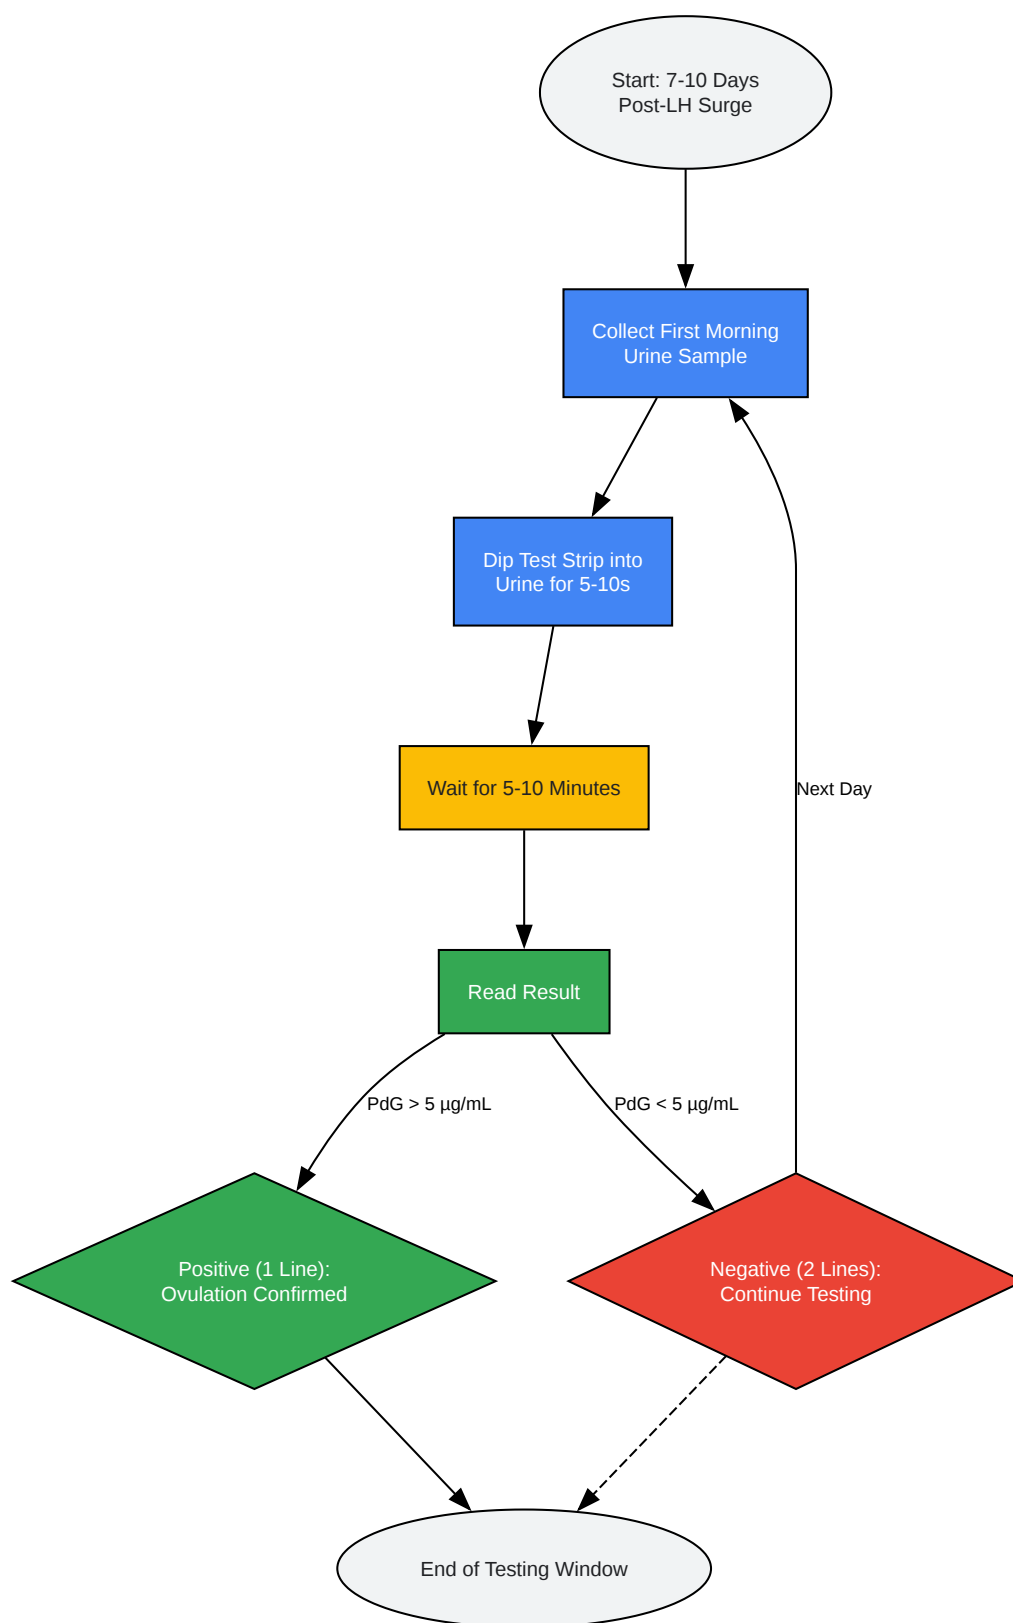 Start: 7-10 Days
Post-LH Surge
Collect First Morning
Urine Sample
Dip Test Strip into
Urine for 5-10s
Wait for 5-10 Minutes
Next Day
Read Result
PdG > 5 µg/mL
PdG < 5 µg/mL
Positive (1 Line):
Ovulation Confirmed
Negative (2 Lines):
Continue Testing
End of Testing Window